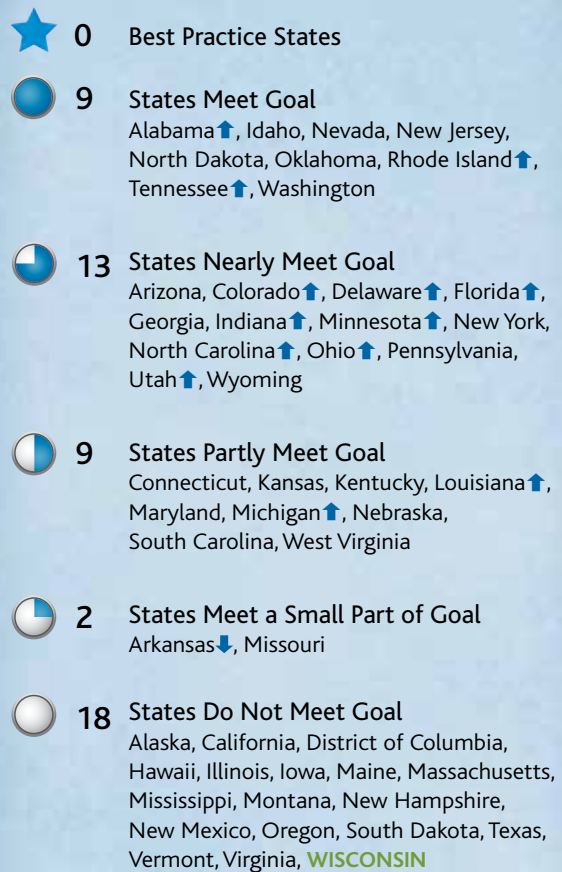 0 Best Practice States
9 States Meet Goal
Alabama⬆, Idaho, Nevada, New Jersey,
North Dakota, Oklahoma, Rhode Island⬆,
Tennessee⬆, Washington
13 States Nearly Meet Goal
Arizona, Colorado⬆, Delaware⬆, Florida⬆,
Georgia, Indiana⬆, Minnesota⬆, New York,
North Carolina⬆, Ohio⬆, Pennsylvania,
Utah⬆, Wyoming
9 States Partly Meet Goal
Connecticut, Kansas, Kentucky, Louisiana⬆,
Maryland, Michigan⬆, Nebraska,
South Carolina, West Virginia
2 States Meet a Small Part of Goal
Arkansas⬇, Missouri
18 States Do Not Meet Goal
Alaska, California, District of Columbia,
Hawaii, Illinois, Iowa, Maine, Massachusetts,
Mississippi, Montana, New Hampshire,
New Mexico, Oregon, South Dakota, Texas,
Vermont, Virginia, WISCONSIN